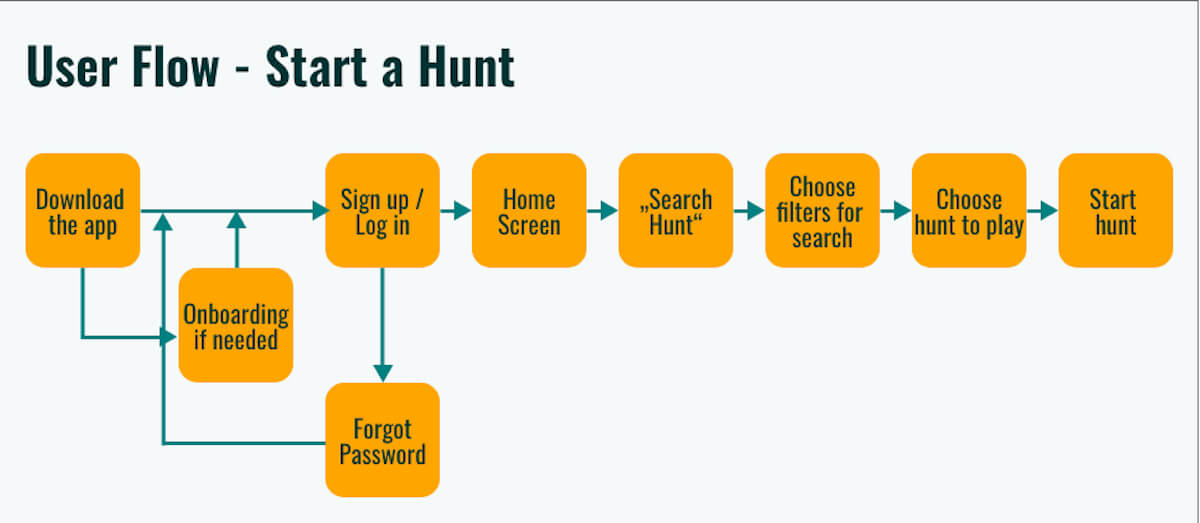 User Flow - Start a Hunt
Download
the app
Sign up /
Log in
Home
Screen
„Search
Hunt“
Choose
filters for
search
Choose
hunt to play
Start
hunt
Onboarding
if needed
Forgot
Password